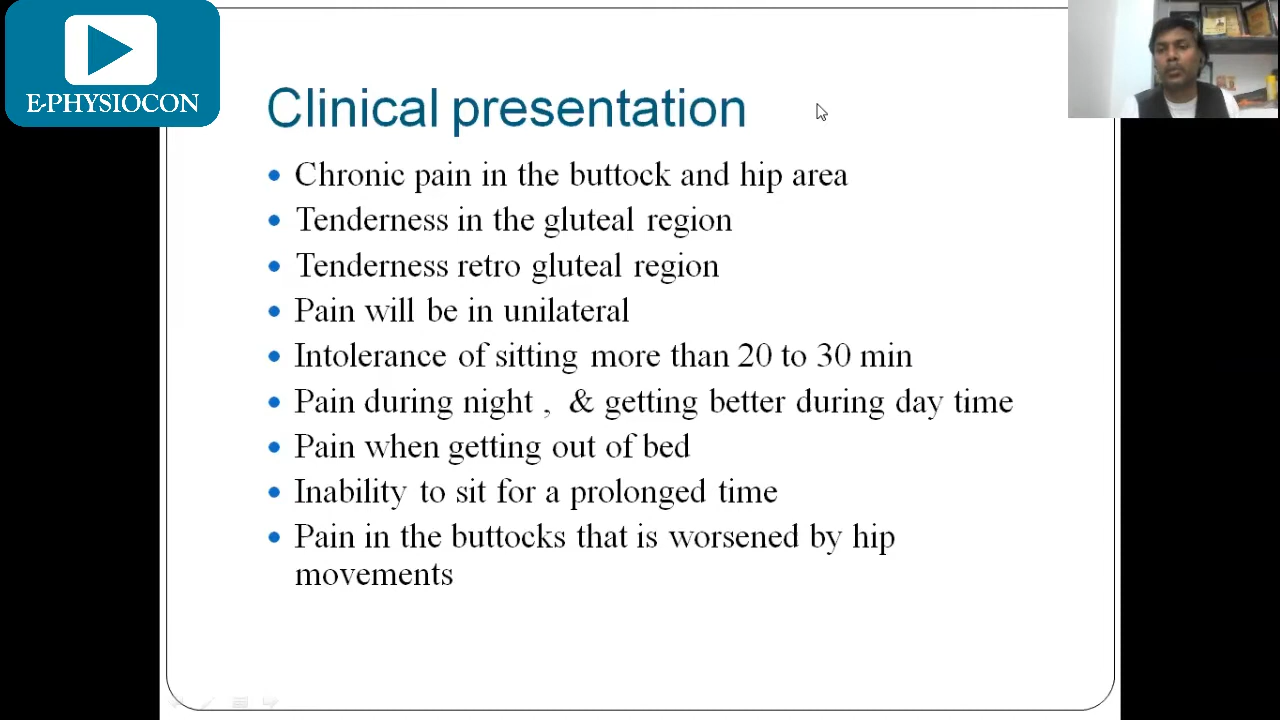 E-PHYSIOCON
Clinical presentation
Chronic pain in the buttock and hip area
Tenderness in the gluteal region
Tenderness retro gluteal region
Pain will be in unilateral
Intolerance of sitting more than 20 to 30 min
Pain during night , & getting better during day time
Pain when getting out of bed
Inability to sit for a prolonged time
Pain in the buttocks that is worsened by hip
movements